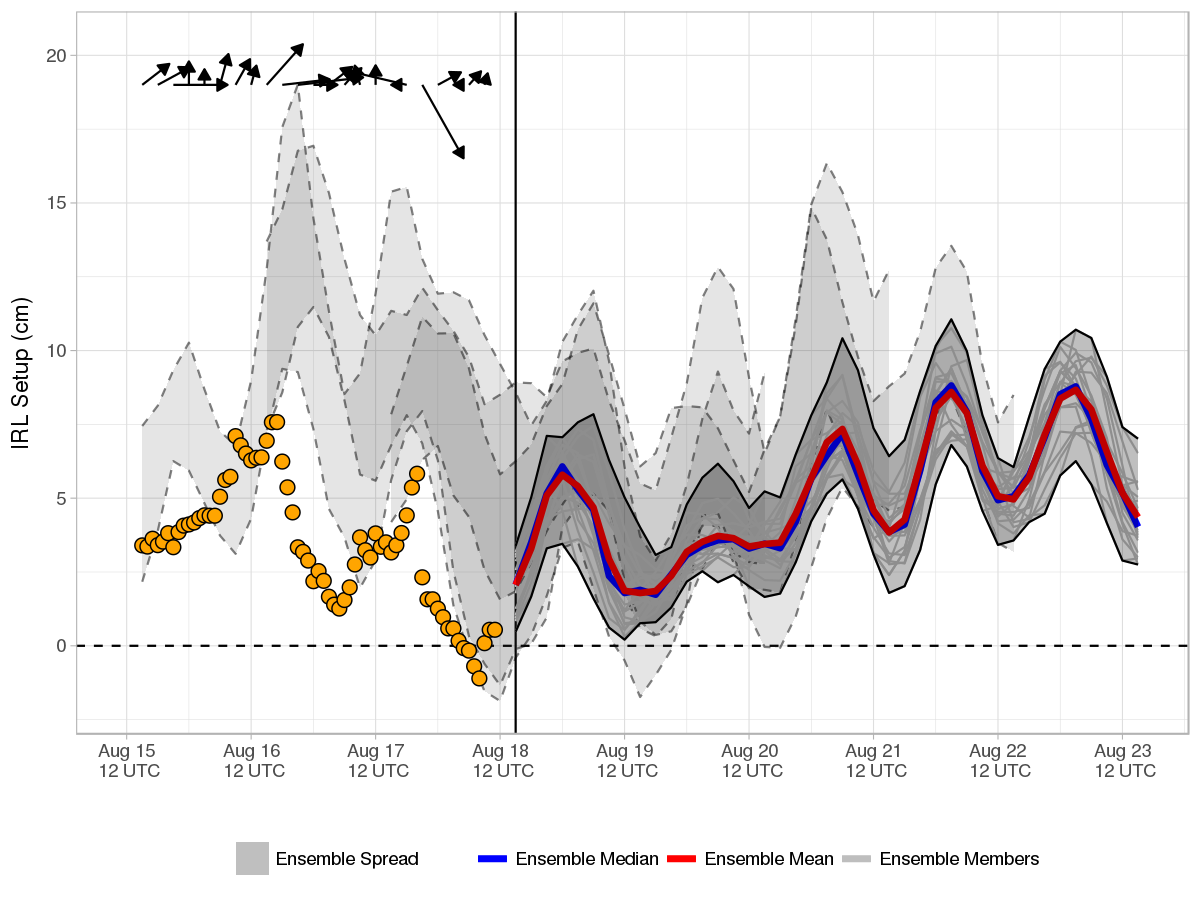 20
15
10
5
0
IRL Setup (cm)
Aug 15
12 UTC
Aug 16
12 UTC
Aug 17
12 UTC
Aug 18
12 UTC
Aug 19
12 UTC
Aug 20
12 UTC
Aug 21
12 UTC
Aug 22
12 UTC
Aug 23
12 UTC
Ensemble Spread
Ensemble Median
Ensemble Mean
Ensemble Members